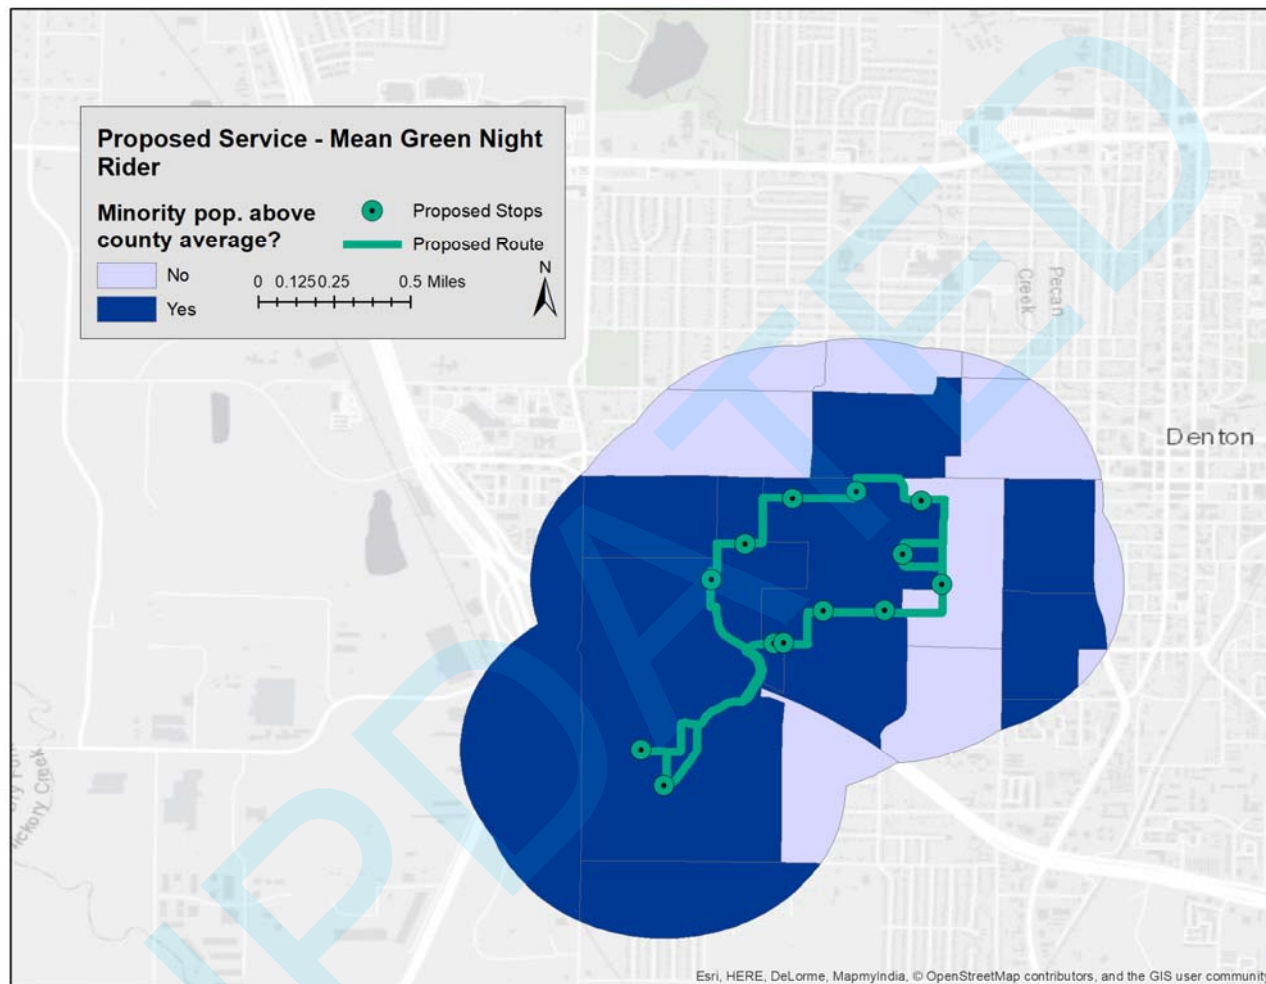 Proposed Service - Mean Green Night
Rider
Minority pop. above
county average?
Proposed Stops
Proposed Route
No
Yes
0 0.125 0.25 0.5 Miles
N
Pecan
Creek
Denton
Hickory Creek
UPDATED
Esri, HERE, DeLorme, MapmyIndia, © OpenStreetMap contributors, and the GIS user community